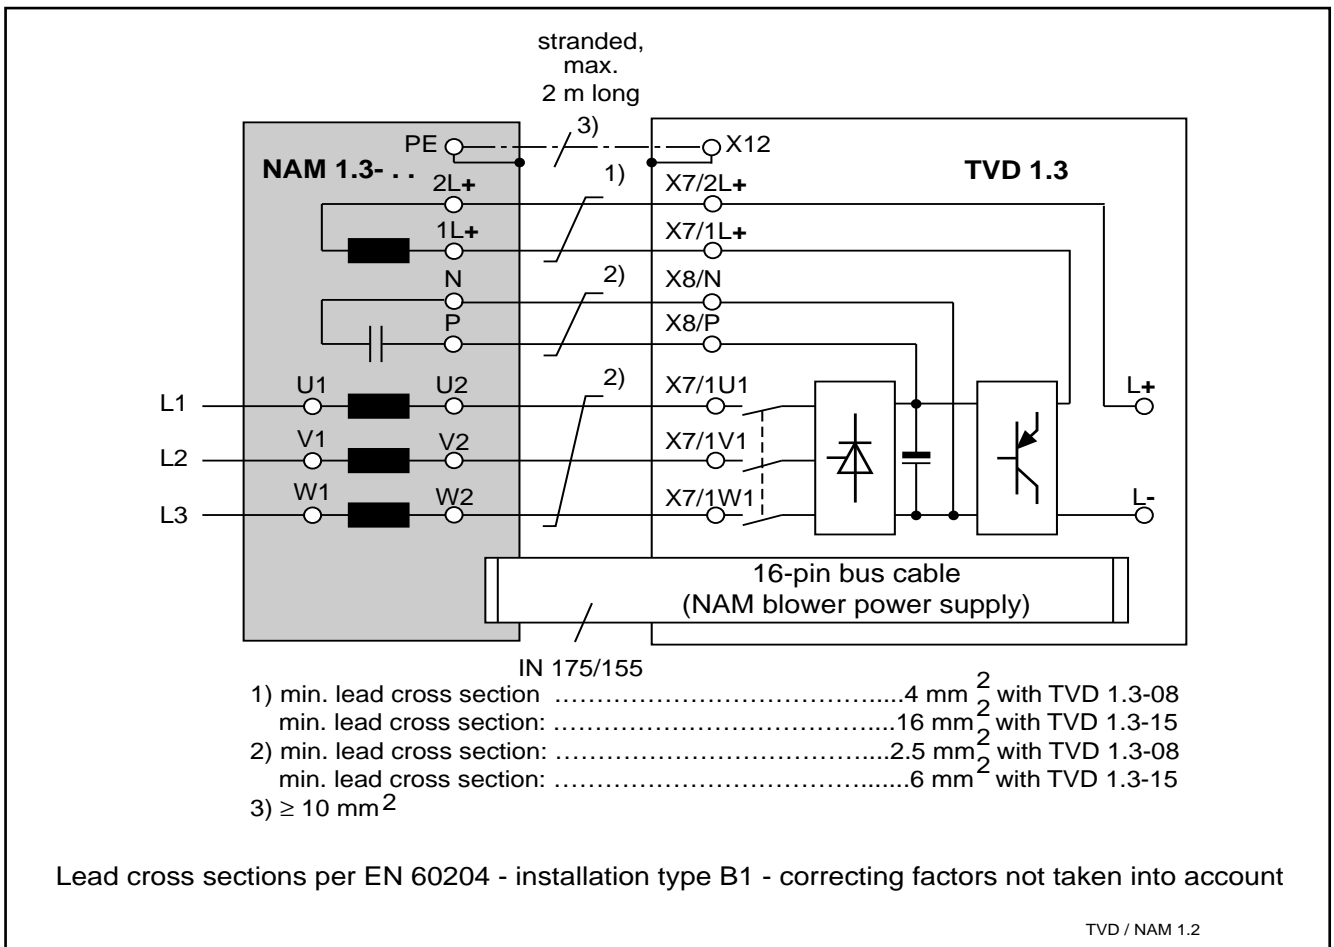 stranded,
max.
2 m long
3)
PE
X12
NAM 1.3- . .
TVD 1.3
1)
2L+
X7/2L+
1L+
X7/1L+
2)
N
X8/N
P
X8/P
2)
U1
U2
X7/1U1
L+
L1
V1
V2
X7/1V1
L2
W1
W2
X7/1W1
L-
L3
16-pin bus cable
(NAM blower power supply)
IN 175/155
1) min. lead cross section ……………………………….....4 mm² with TVD 1.3-08
min. lead cross section: ………………………………....16 mm² with TVD 1.3-15
2) min. lead cross section: ………………………………....2.5 mm² with TVD 1.3-08
min. lead cross section: ……………………………….......6 mm² with TVD 1.3-15
3) ≥ 10 mm²
Lead cross sections per EN 60204 - installation type B1 - correcting factors not taken into account
TVD / NAM 1.2